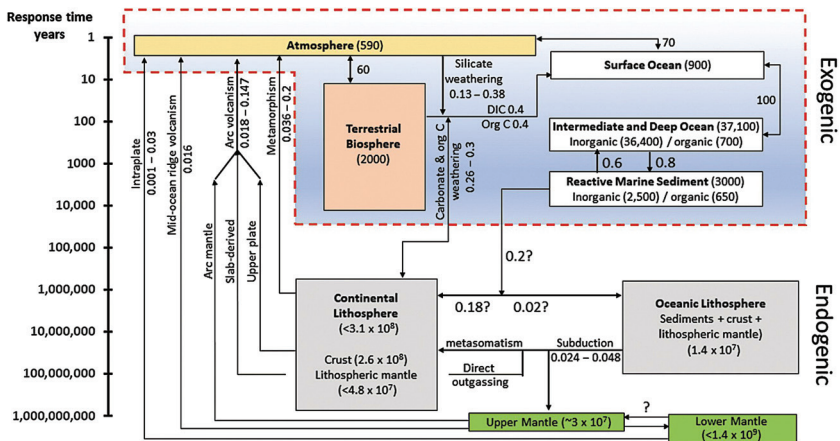 Response time
years
1
10
100
1000
10,000
100,000
1,000,000
10,000,000
100,000,000
1,000,000,000
Atmosphere (590)
70
60
Silicate
weathering
0.13 – 0.38
Surface Ocean (900)
Exogenic
100
DIC 0.4
Org C 0.4
Terrestrial
Biosphere
(2000)
Intermediate and Deep Ocean (37,100)
Inorganic (36,400) / organic (700)
0.6
0.8
Reactive Marine Sediment (3000)
Inorganic (2,500) / organic (650)
Carbonate & org C
weathering
0.26 – 0.3
Intraplate
0.001 – 0.03
Mid-ocean ridge volcanism
0.016
Arc volcanism
0.018 – 0.147
Metamorphism
0.036 – 0.2
Arc mantle
Slab-derived
Upper plate
0.2?
Endogenic
Continental
Lithosphere
(<3.1 x 10⁸)
Crust (2.6 x 10⁸)
Lithospheric mantle
(<4.8 x 10⁷)
0.18?
0.02?
Oceanic Lithosphere
Sediments + crust +
lithospheric mantle)
(1.4 x 10⁷)
metasomatism
Subduction
0.024 – 0.048
Direct
outgassing
Upper Mantle (~3 x 10⁷)
?
Lower Mantle
(<1.4 x 10⁹)